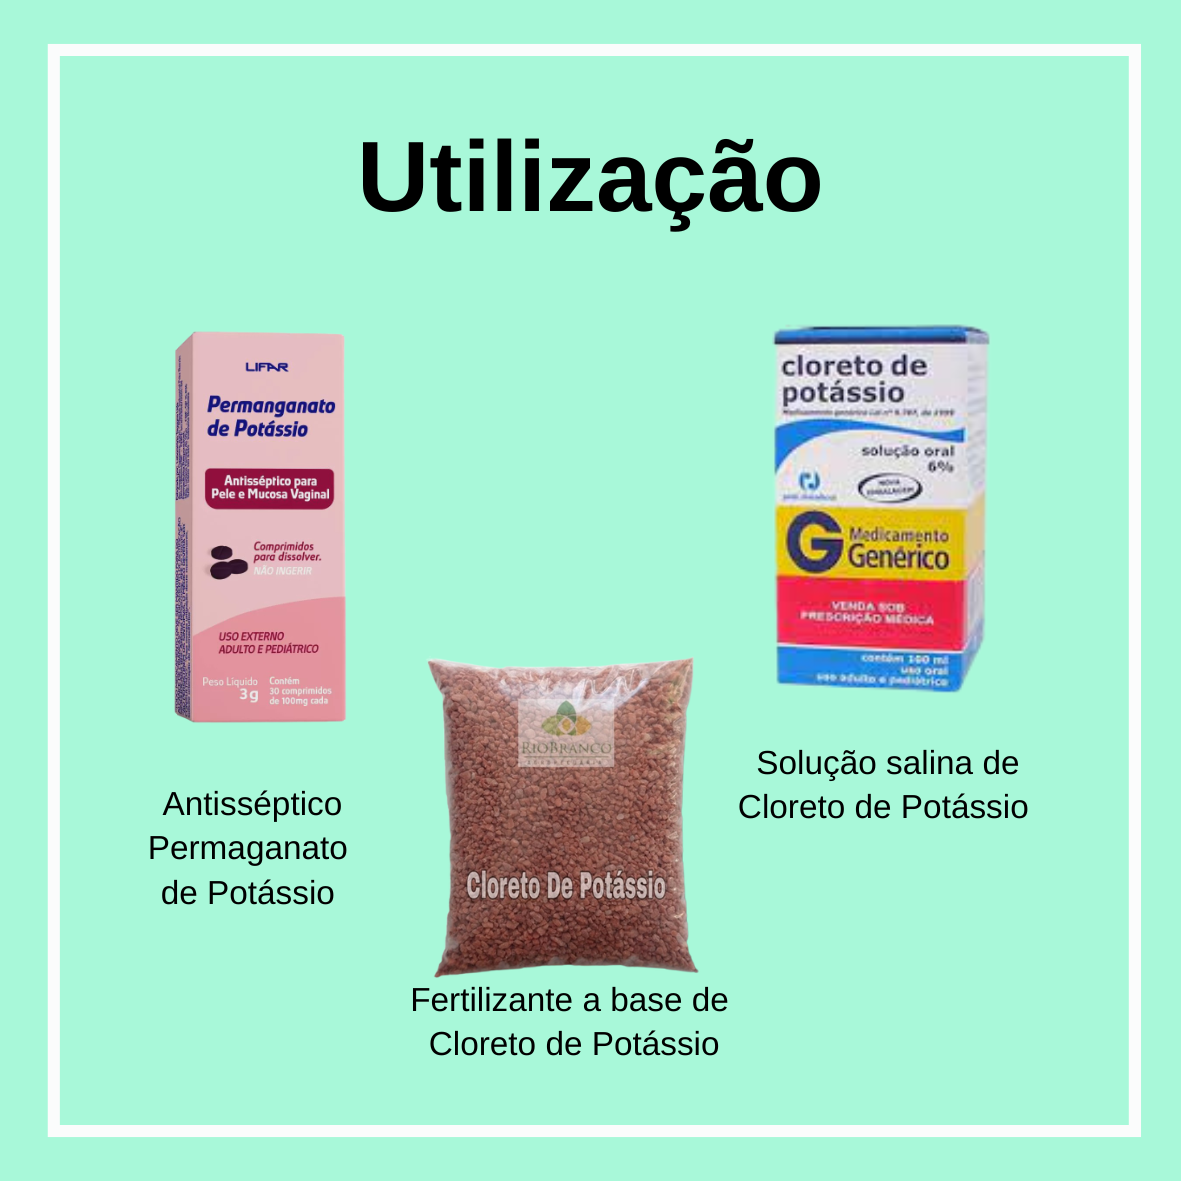 Utilização
LIFAR
Permanganato
de Potássio
Antisséptico para
Pele e Mucosa Vaginal
Comprimidos
para dissolver.
NÃO INGERIR
USO EXTERNO
ADULTO E PEDIÁTRICO
Peso Líquido
3g
Contém
30 comprimidos
de 100mg cada
Antisséptico
Permaganato
de Potássio
cloreto de
potássio
solução oral
6%
NOVA
EMBALAGEM
G Medicamento
Genérico
VENDA SOB
PRESCRIÇÃO MÉDICA
contém 100 ml
uso oral
uso adulto e pediátrico
Solução salina de
Cloreto de Potássio
RIOBRANCO
Cloreto De Potássio
Fertilizante a base de
Cloreto de Potássio